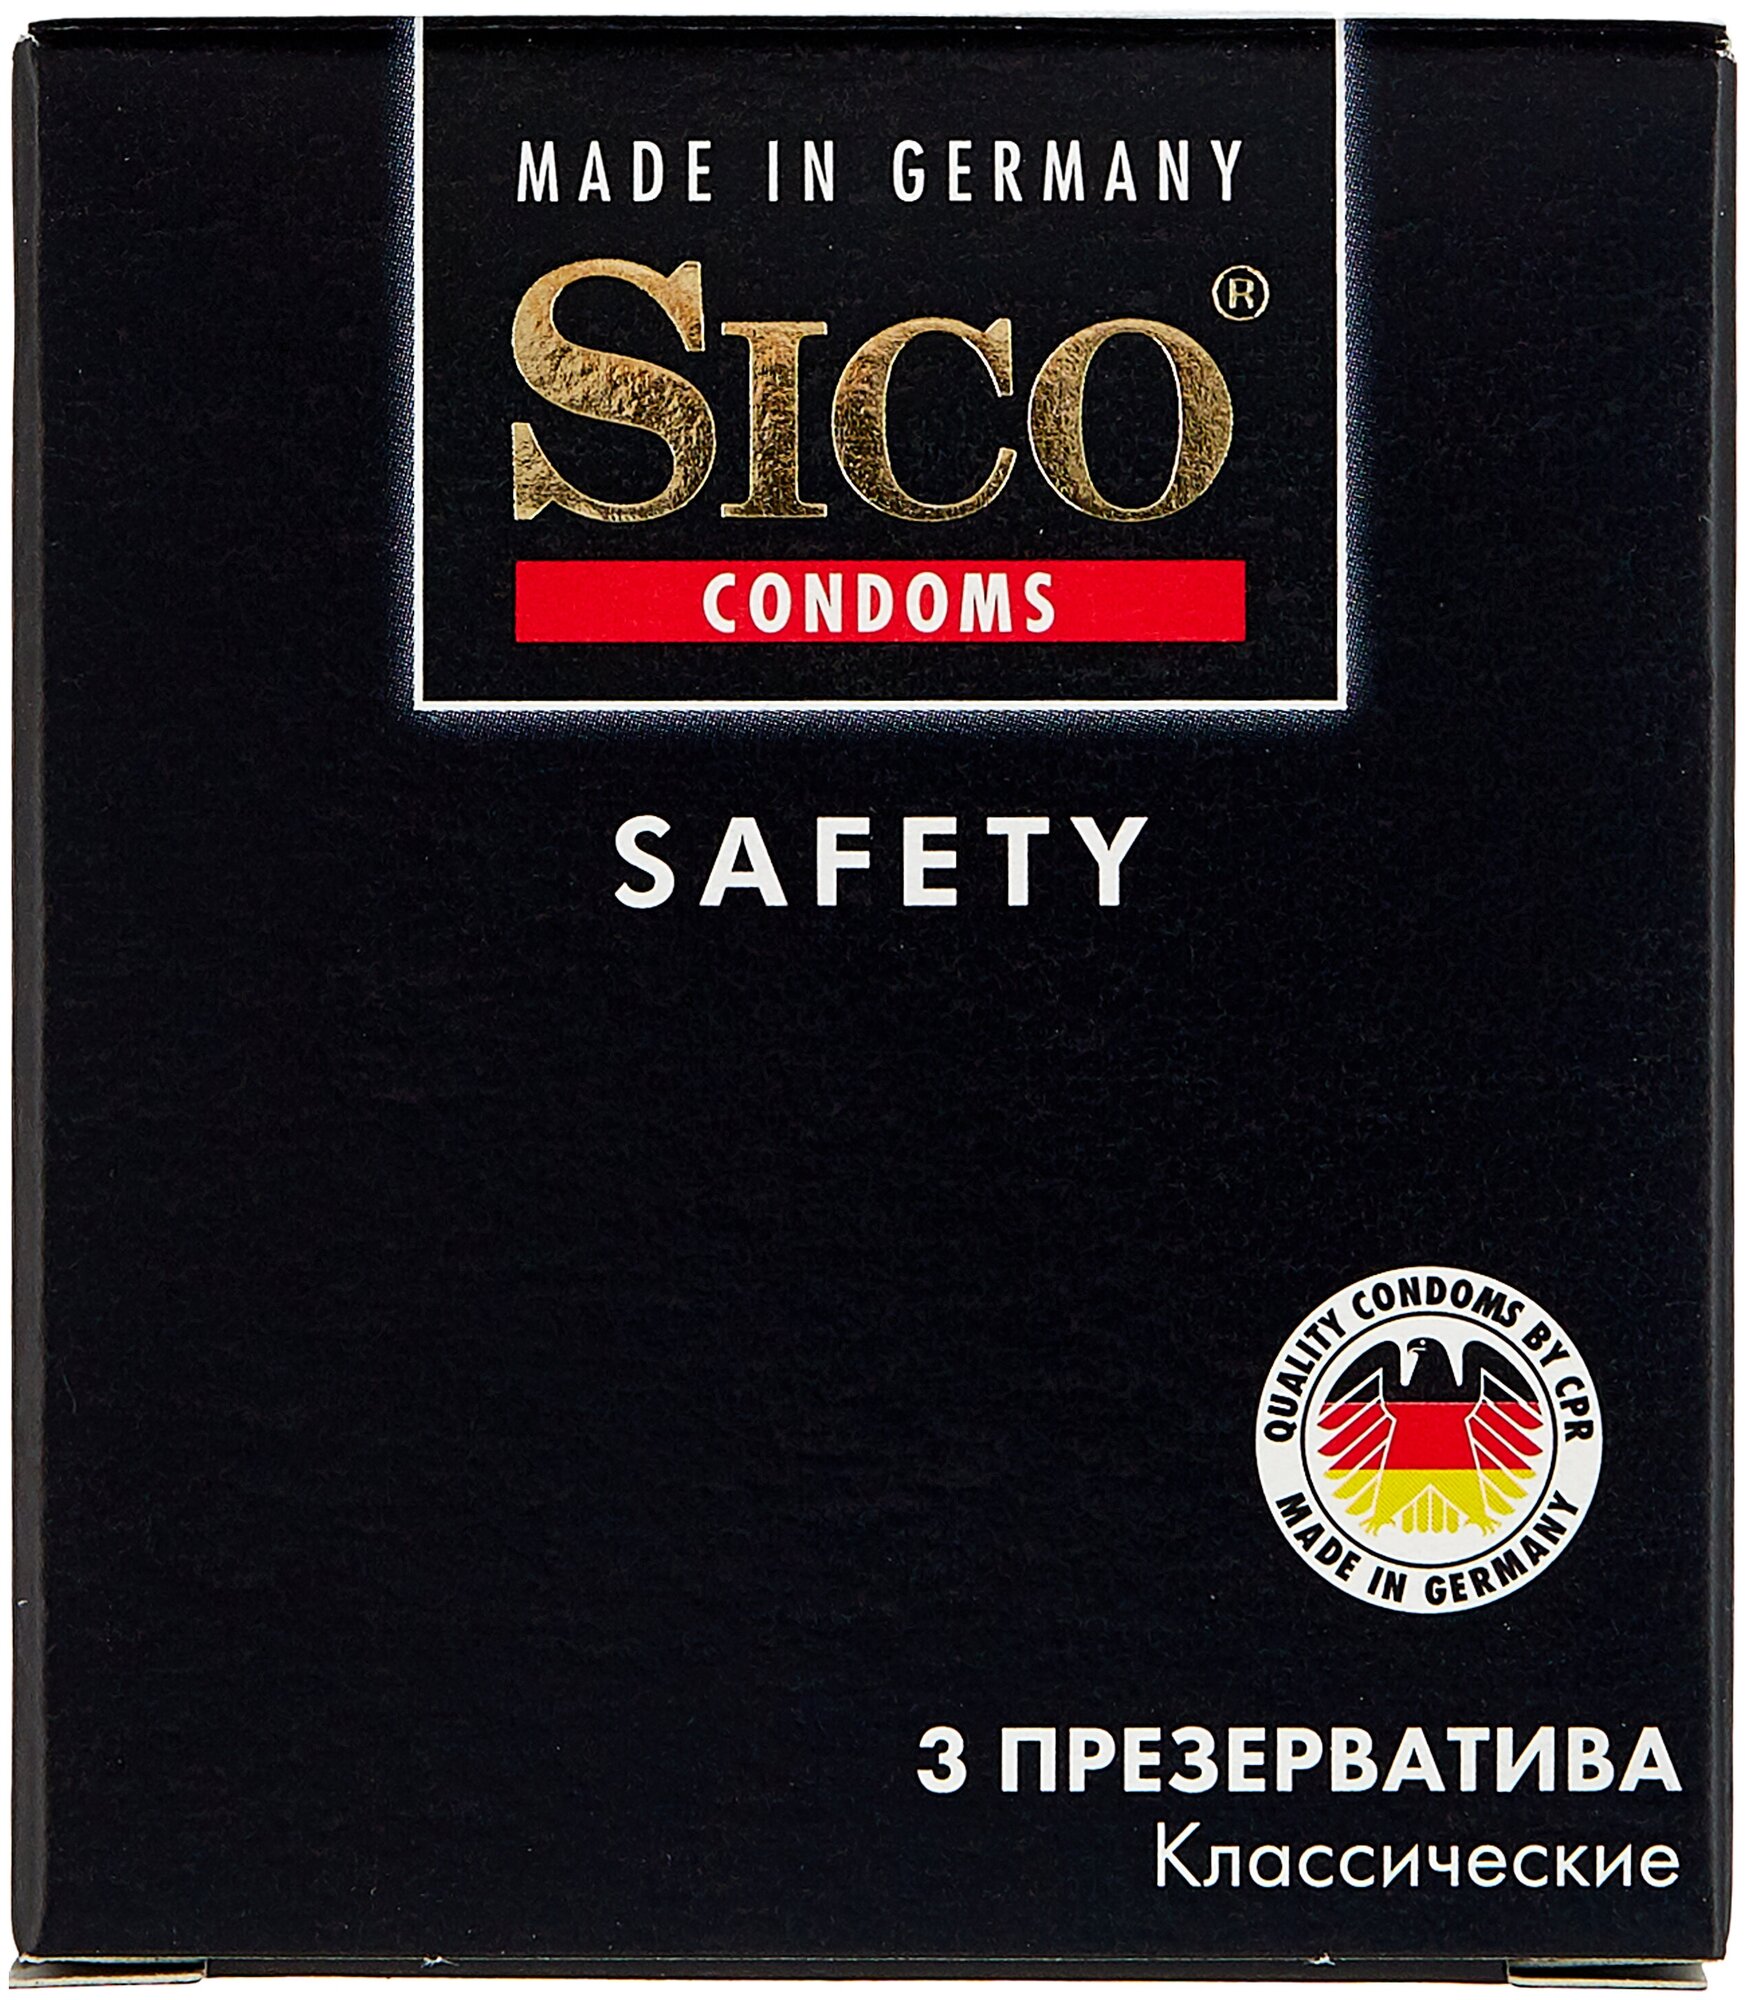 MADE IN GERMANY
SICO®
CONDOMS
SAFETY
QUALITY CONDOMS BY CPR
MADE IN GERMANY
3 ПРЕЗЕРВАТИВА
Классические